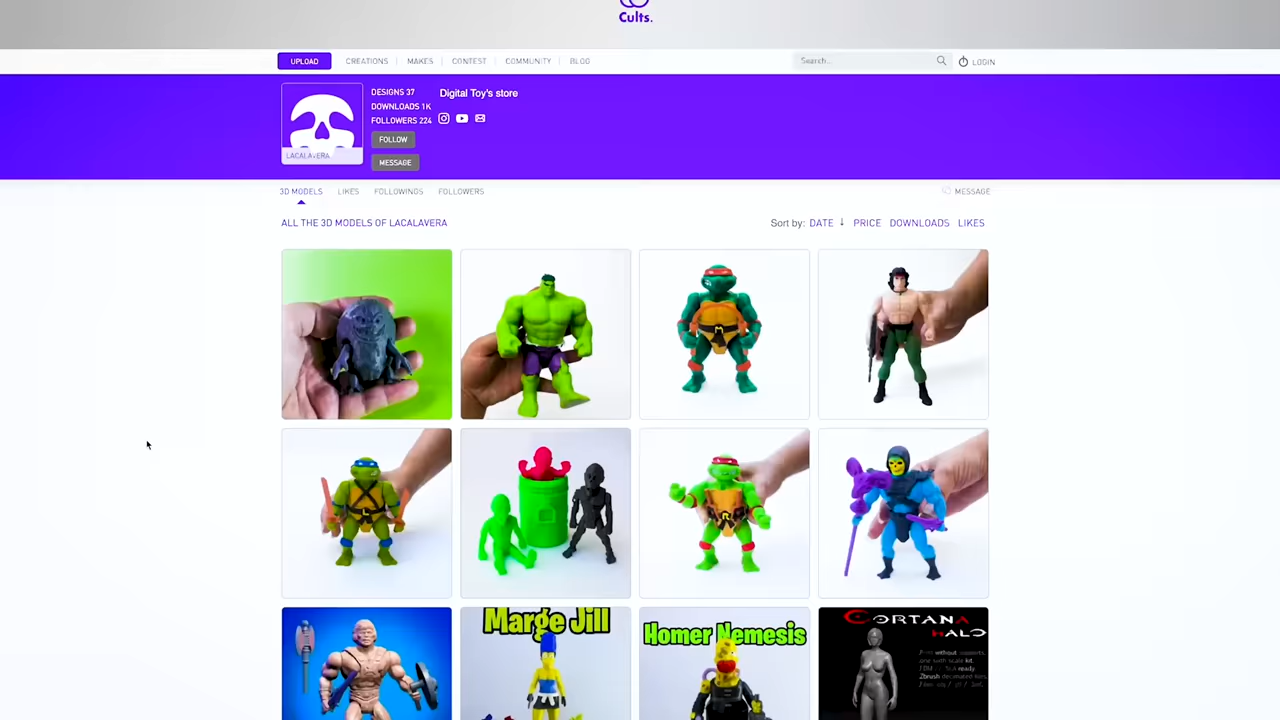 Cults.
UPLOAD CREATIONS MAKES CONTEST COMMUNITY BLOG Search... LOGIN
DESIGNS 37 Digital Toy's store
DOWNLOADS 1K
FOLLOWERS 224
FOLLOW
LACALAVERA
MESSAGE
3D MODELS LIKES FOLLOWINGS FOLLOWERS MESSAGE
ALL THE 3D MODELS OF LACALAVERA Sort by: DATE ↓ PRICE DOWNLOADS LIKES
Marge Jill
Homer Nemesis
CORTANA
HALO